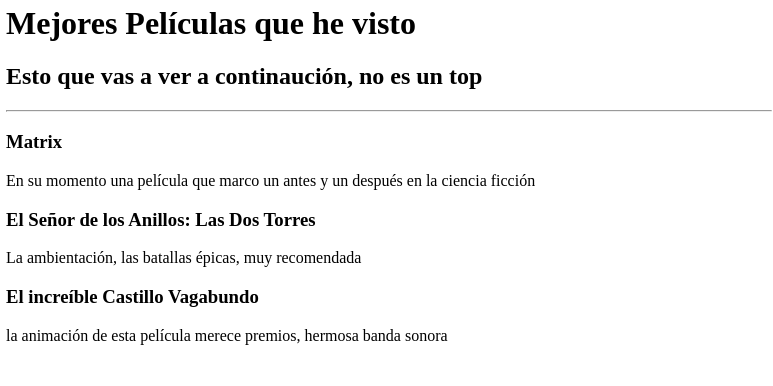 Mejores Películas que he visto
Esto que vas a ver a continaución, no es un top
Matrix
En su momento una película que marco un antes y un después en la ciencia ficción
El Señor de los Anillos: Las Dos Torres
La ambientación, las batallas épicas, muy recomendada
El increíble Castillo Vagabundo
la animación de esta película merece premios, hermosa banda sonora